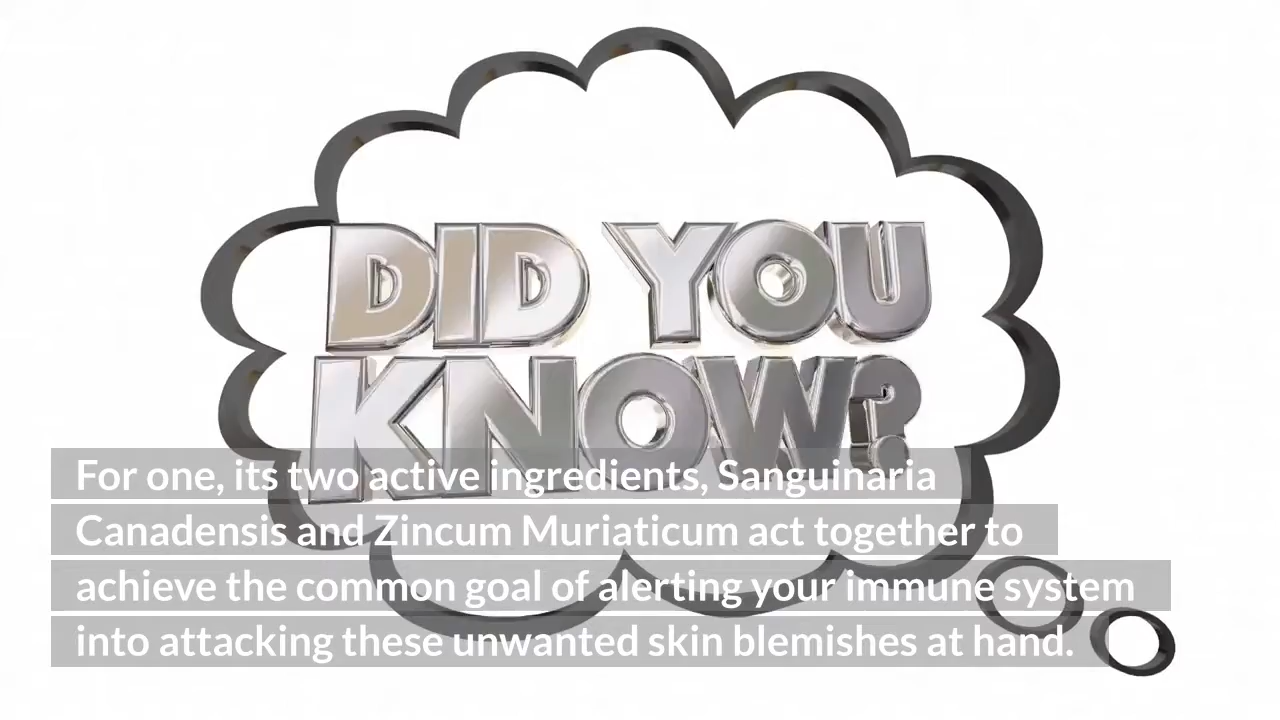 DID YOU
KNOW?
For one, its two active ingredients, Sanguinaria
Canadensis and Zincum Muriaticum act together to
achieve the common goal of alerting your immune system
into attacking these unwanted skin blemishes at hand.